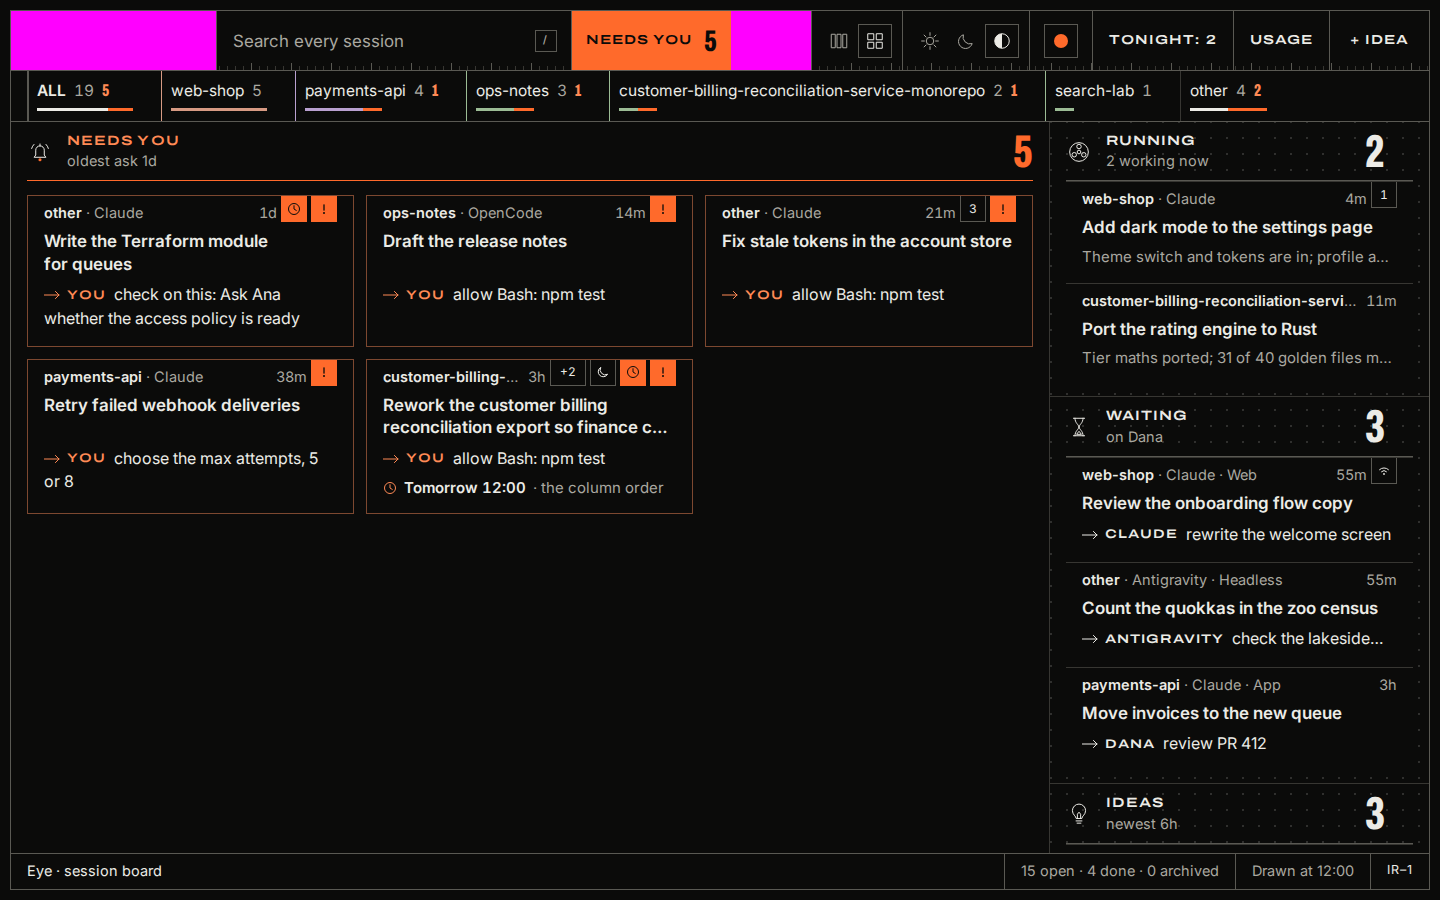 Search every session /
NEEDS YOU 5
TONIGHT: 2
USAGE
+ IDEA
ALL 19 5
web-shop 5
payments-api 4 1
ops-notes 3 1
customer-billing-reconciliation-service-monorepo 2 1
search-lab 1
other 4 2
NEEDS YOU
oldest ask 1d
5
other · Claude 1d !
Write the Terraform module
for queues
→ YOU check on this: Ask Ana
whether the access policy is ready
ops-notes · OpenCode 14m !
Draft the release notes
→ YOU allow Bash: npm test
other · Claude 21m 3 !
Fix stale tokens in the account store
→ YOU allow Bash: npm test
payments-api · Claude 38m !
Retry failed webhook deliveries
→ YOU choose the max attempts, 5
or 8
customer-billing-... 3h +2 !
Rework the customer billing
reconciliation export so finance c...
→ YOU allow Bash: npm test
Tomorrow 12:00 · the column order
RUNNING
2 working now
2
web-shop · Claude 4m 1
Add dark mode to the settings page
Theme switch and tokens are in; profile a...
customer-billing-reconciliation-servi... 11m
Port the rating engine to Rust
Tier maths ported; 31 of 40 golden files m...
WAITING
on Dana
3
web-shop · Claude · Web 55m
Review the onboarding flow copy
→ CLAUDE rewrite the welcome screen
other · Antigravity · Headless 55m
Count the quokkas in the zoo census
→ ANTIGRAVITY check the lakeside...
payments-api · Claude · App 3h
Move invoices to the new queue
→ DANA review PR 412
IDEAS
newest 6h
3
Eye · session board
15 open · 4 done · 0 archived
Drawn at 12:00
IR–1